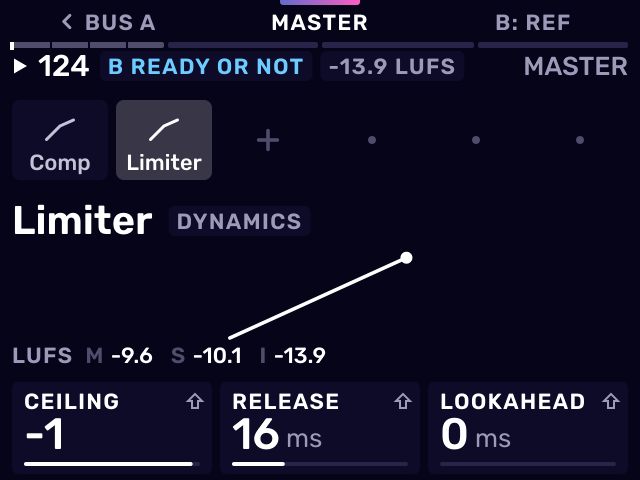 BUS A MASTER B: REF
124 B READY OR NOT -13.9 LUFS MASTER
Comp Limiter
Limiter DYNAMICS
LUFS M -9.6 S -10.1 I -13.9
CEILING RELEASE LOOKAHEAD
-1 16 ms 0 ms